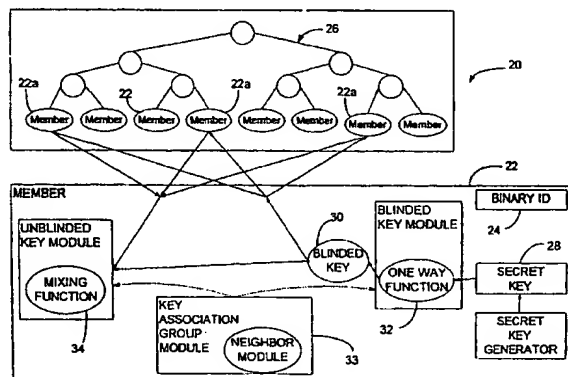 26
20
22a
22
22a
22a
Member Member Member Member Member Member Member Member
22
MEMBER
BINARY ID
24
UNBLINDED
KEY MODULE
MIXING
FUNCTION
34
30
BLINDED
KEY
BLINDED
KEY MODULE
ONE WAY
FUNCTION
32
28
SECRET
KEY
SECRET
KEY
GENERATOR
KEY
ASSOCIATION
GROUP
MODULE
NEIGHBOR
MODULE
33